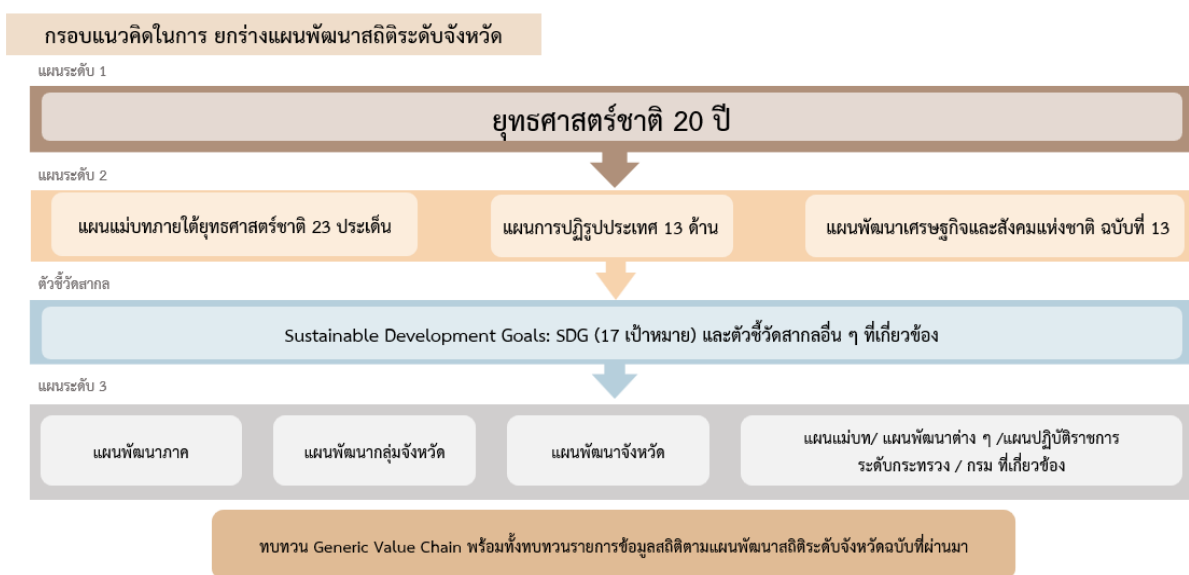 กรอบแนวคิดในการ ยกร่างแผนพัฒนาสถิติระดับจังหวัด
แผนระดับ 1
ยุทธศาสตร์ชาติ 20 ปี
แผนระดับ 2
แผนแม่บทภายใต้ยุทธศาสตร์ชาติ 23 ประเด็น
แผนการปฏิรูปประเทศ 13 ด้าน
แผนพัฒนาเศรษฐกิจและสังคมแห่งชาติ ฉบับที่ 13
ตัวชี้วัดสากล
Sustainable Development Goals: SDG (17 เป้าหมาย) และตัวชี้วัดสากลอื่น ๆ ที่เกี่ยวข้อง
แผนระดับ 3
แผนพัฒนาภาค
แผนพัฒนากลุ่มจังหวัด
แผนพัฒนาจังหวัด
แผนแม่บท/ แผนพัฒนาต่าง ๆ /แผนปฏิบัติราชการ
ระดับกระทรวง / กรม ที่เกี่ยวข้อง
ทบทวน Generic Value Chain พร้อมทั้งทบทวนรายการข้อมูลสถิติตามแผนพัฒนาสถิติระดับจังหวัดฉบับที่ผ่านมา